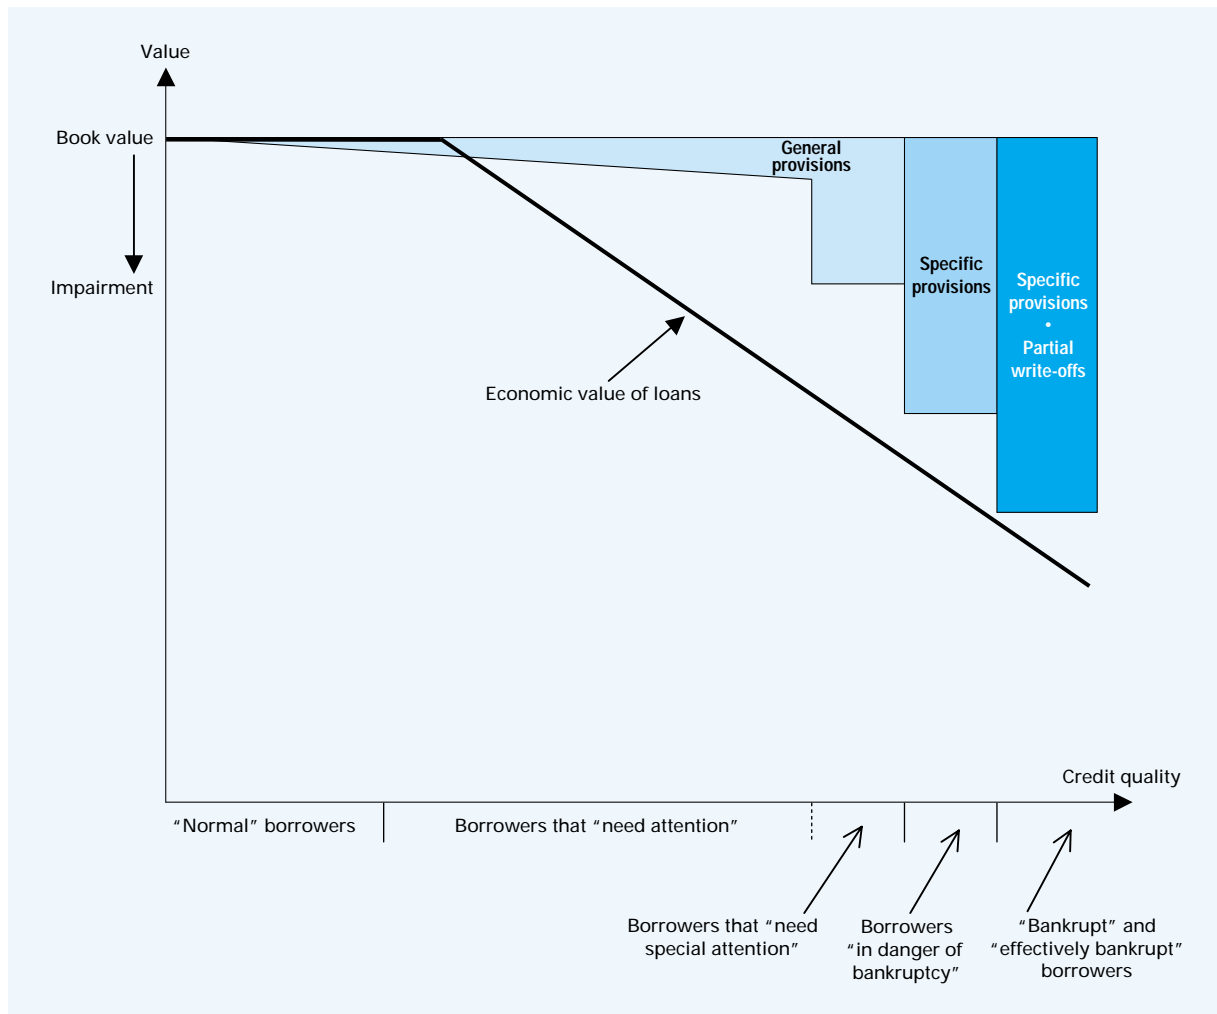 Value
Book value
General
provisions
Impairment
Specific
provisions
Specific
provisions
•
Partial
write-offs
Economic value of loans
Credit quality
“Normal” borrowers
Borrowers that “need attention”
Borrowers that “need
special attention”
Borrowers
“in danger of
bankruptcy”
“Bankrupt” and
“effectively bankrupt”
borrowers